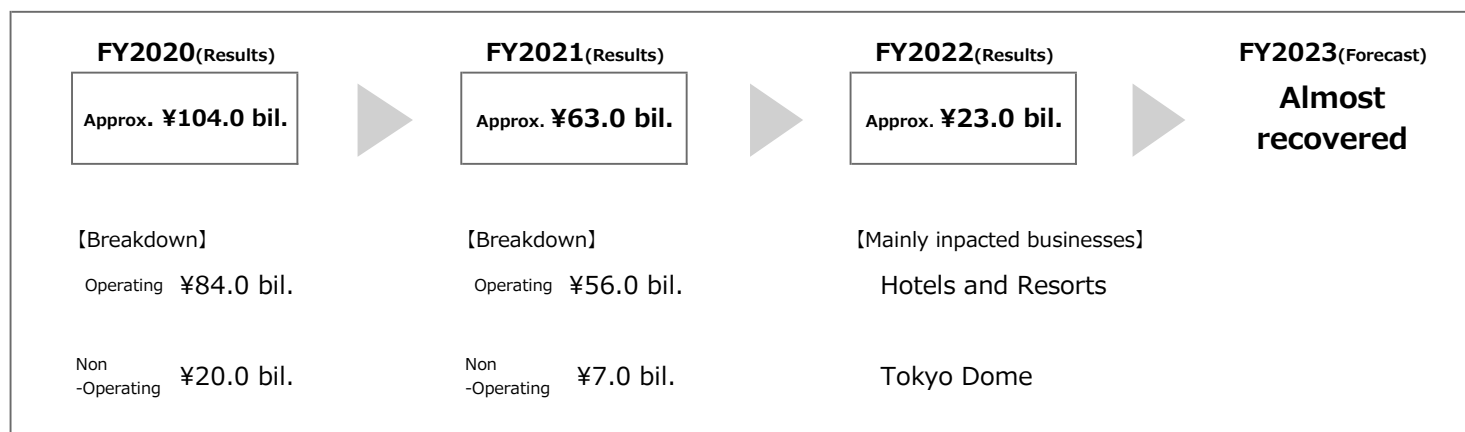 FY2020(Results)
FY2021(Results)
FY2022(Results)
FY2023(Forecast)
Approx. ¥104.0 bil.
Approx. ¥63.0 bil.
Approx. ¥23.0 bil.
Almost
recovered
【Breakdown】
Operating ¥84.0 bil.
Non
-Operating ¥20.0 bil.
【Breakdown】
Operating ¥56.0 bil.
Non
-Operating ¥7.0 bil.
【Mainly inpacted businesses】
Hotels and Resorts
Tokyo Dome